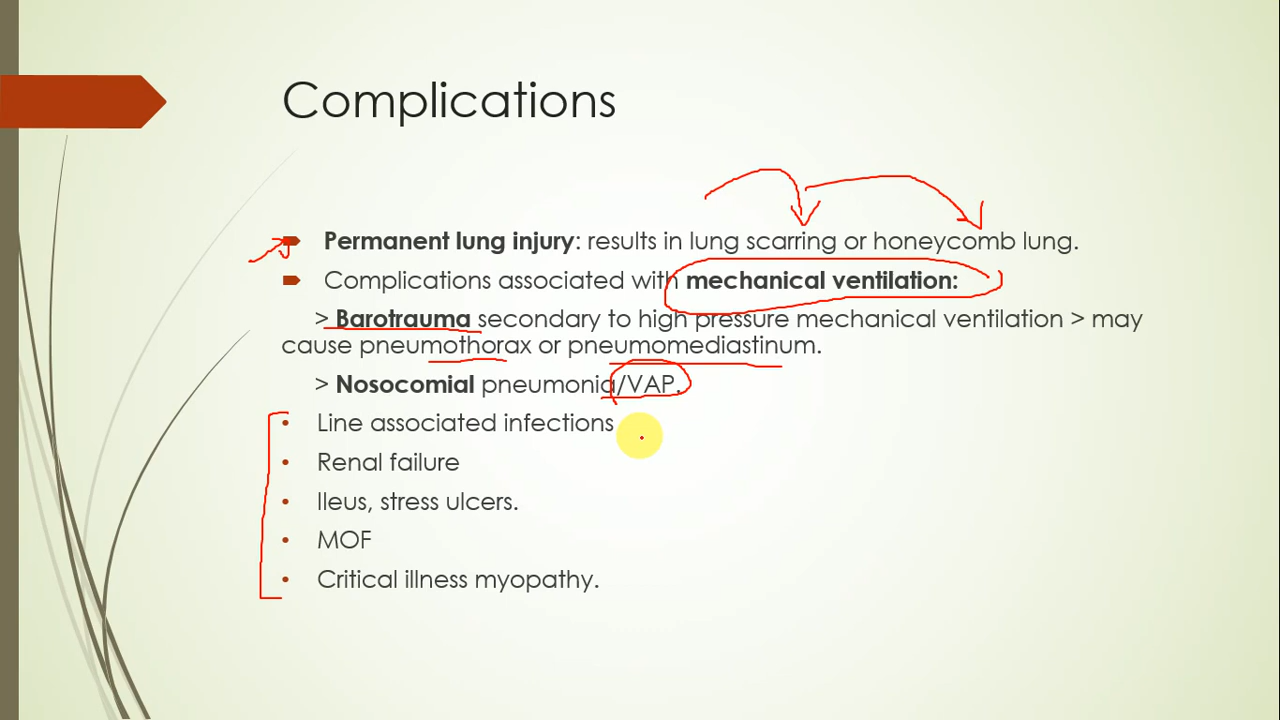 Complications
Permanent lung injury: results in lung scarring or honeycomb lung.
Complications associated with mechanical ventilation:
> Barotrauma secondary to high pressure mechanical ventilation > may
cause pneumothorax or pneumomediastinum.
> Nosocomial pneumonia/VAP.
• Line associated infections
• Renal failure
• Ileus, stress ulcers.
• MOF
• Critical illness myopathy.